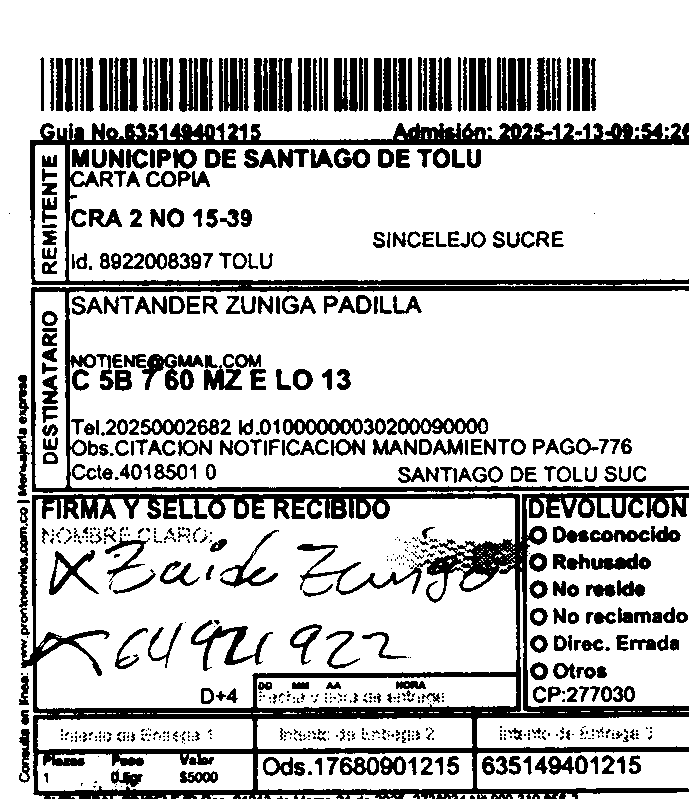 Guia No.635149401215 Admisión: 2025-12-13-09:54:26
REMITENTE
MUNICIPIO DE SANTIAGO DE TOLU
CARTA COPIA
CRA 2 NO 15-39
SINCELEJO SUCRE
Id. 8922008397 TOLU
DESTINATARIO
SANTANDER ZUNIGA PADILLA
NOTIENE@GMAIL.COM
C 5B 7 60 MZ E LO 13
Tel.20250002682 Id.01000000030200090000
Obs.CITACION NOTIFICACION MANDAMIENTO PAGO-776
Ccte.4018501 0 SANTIAGO DE TOLU SUC
Consulta en linea: www.prontoenvios.com.co | Mensajeria expresa
FIRMA Y SELLO DE RECIBIDO
NOMBRE CLARO:
X Zaida Zuniga
DEVOLUCION
Desconocido
Rehusado
No reside
No reclamado
Direc. Errada
Otros
CP:277030
D+4
DD MM AA HORA
Fecha y hora de entrega
Intento de Entrega 1 Intento de Entrega 2 Intento de Entrega 3
Piezas Peso Valor
1 0.5gr $5000
Ods.17680901215 635149401215